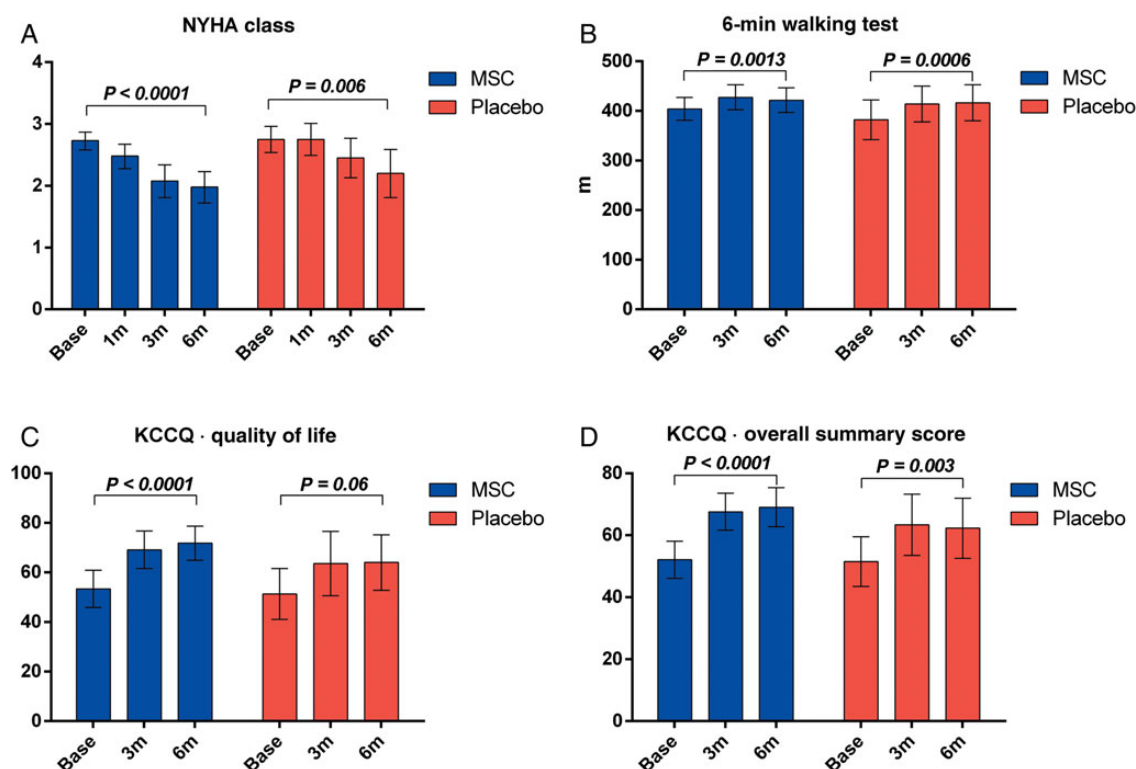 A
NYHA class
4
3
2
1
0
P < 0.0001
P = 0.006
MSC
Placebo
Base
1m
3m
6m
Base
1m
3m
6m
B
6-min walking test
500
400
300
200
100
0
m
P = 0.0013
P = 0.0006
MSC
Placebo
Base
3m
6m
Base
3m
6m
C
KCCQ · quality of life
100
80
60
40
20
0
P < 0.0001
P = 0.06
MSC
Placebo
Base
3m
6m
Base
3m
6m
D
KCCQ · overall summary score
80
60
40
20
0
P < 0.0001
P = 0.003
MSC
Placebo
Base
3m
6m
Base
3m
6m